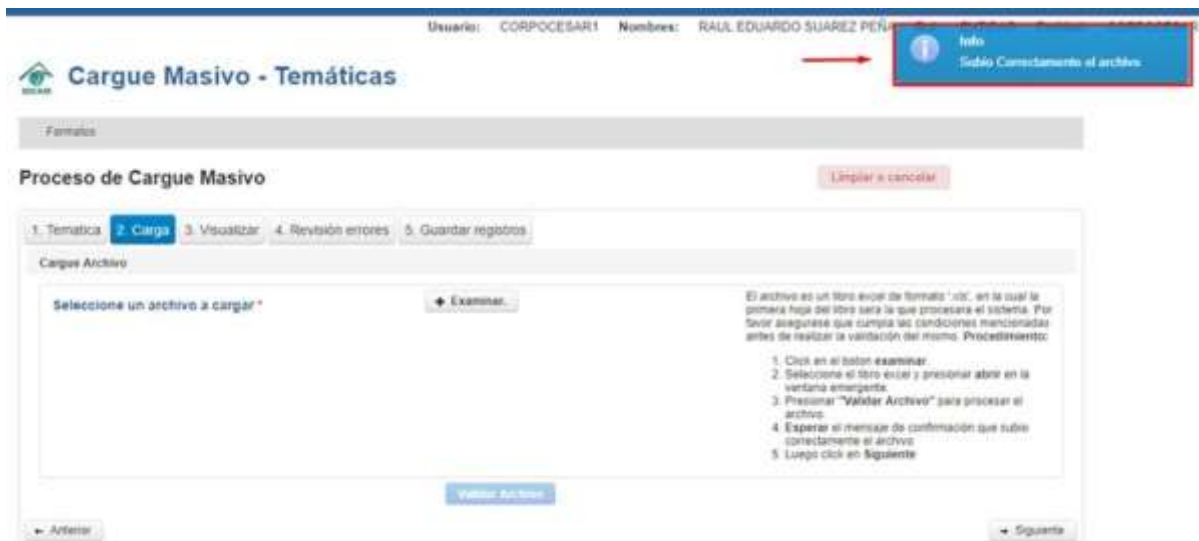 Usuario: CORPOCESAR1 Nombres: RAUL EDUARDO SUAREZ PEÑA
Info
Subio Correctamente el archivo
Cargue Masivo - Temáticas
Formatos
Proceso de Cargue Masivo
Limpiar o cancelar
1. Tematica 2. Carga 3. Visualizar 4. Revisión errores 5. Guardar registros
Cargue Archivo
Seleccione un archivo a cargar *
Examinar.
El archivo es un libro excel de formato '.xls', en la cual la
primera hoja del libro sera la que procesara el sistema. Por
favor asegurese que cumpla las condiciones mencionadas
antes de realizar la validación del mismo. Procedimiento:
1. Click en el boton examinar.
2. Seleccione el libro excel y presionar abrir en la
ventana emergente.
3. Presionar "Validar Archivo" para procesar el
archivo
4. Esperar el mensaje de confirmación que subio
correctamente el archivo
5. Luego click en Siguiente
Validar Archivo
Anterior
Siguiente